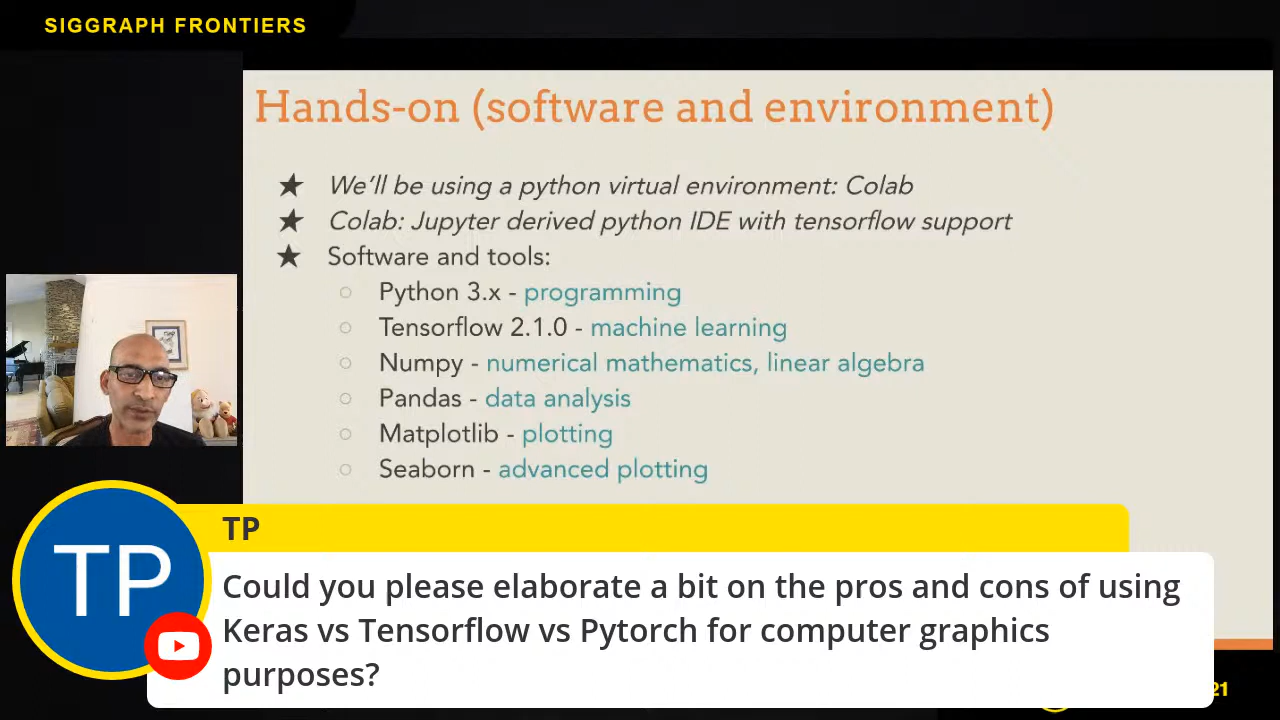 SIGGRAPH FRONTIERS
Hands-on (software and environment)
★ We’ll be using a python virtual environment: Colab
★ Colab: Jupyter derived python IDE with tensorflow support
★ Software and tools:
○ Python 3.x - programming
○ Tensorflow 2.1.0 - machine learning
○ Numpy - numerical mathematics, linear algebra
○ Pandas - data analysis
○ Matplotlib - plotting
○ Seaborn - advanced plotting
TP
TP
Could you please elaborate a bit on the pros and cons of using
Keras vs Tensorflow vs Pytorch for computer graphics
purposes?
21